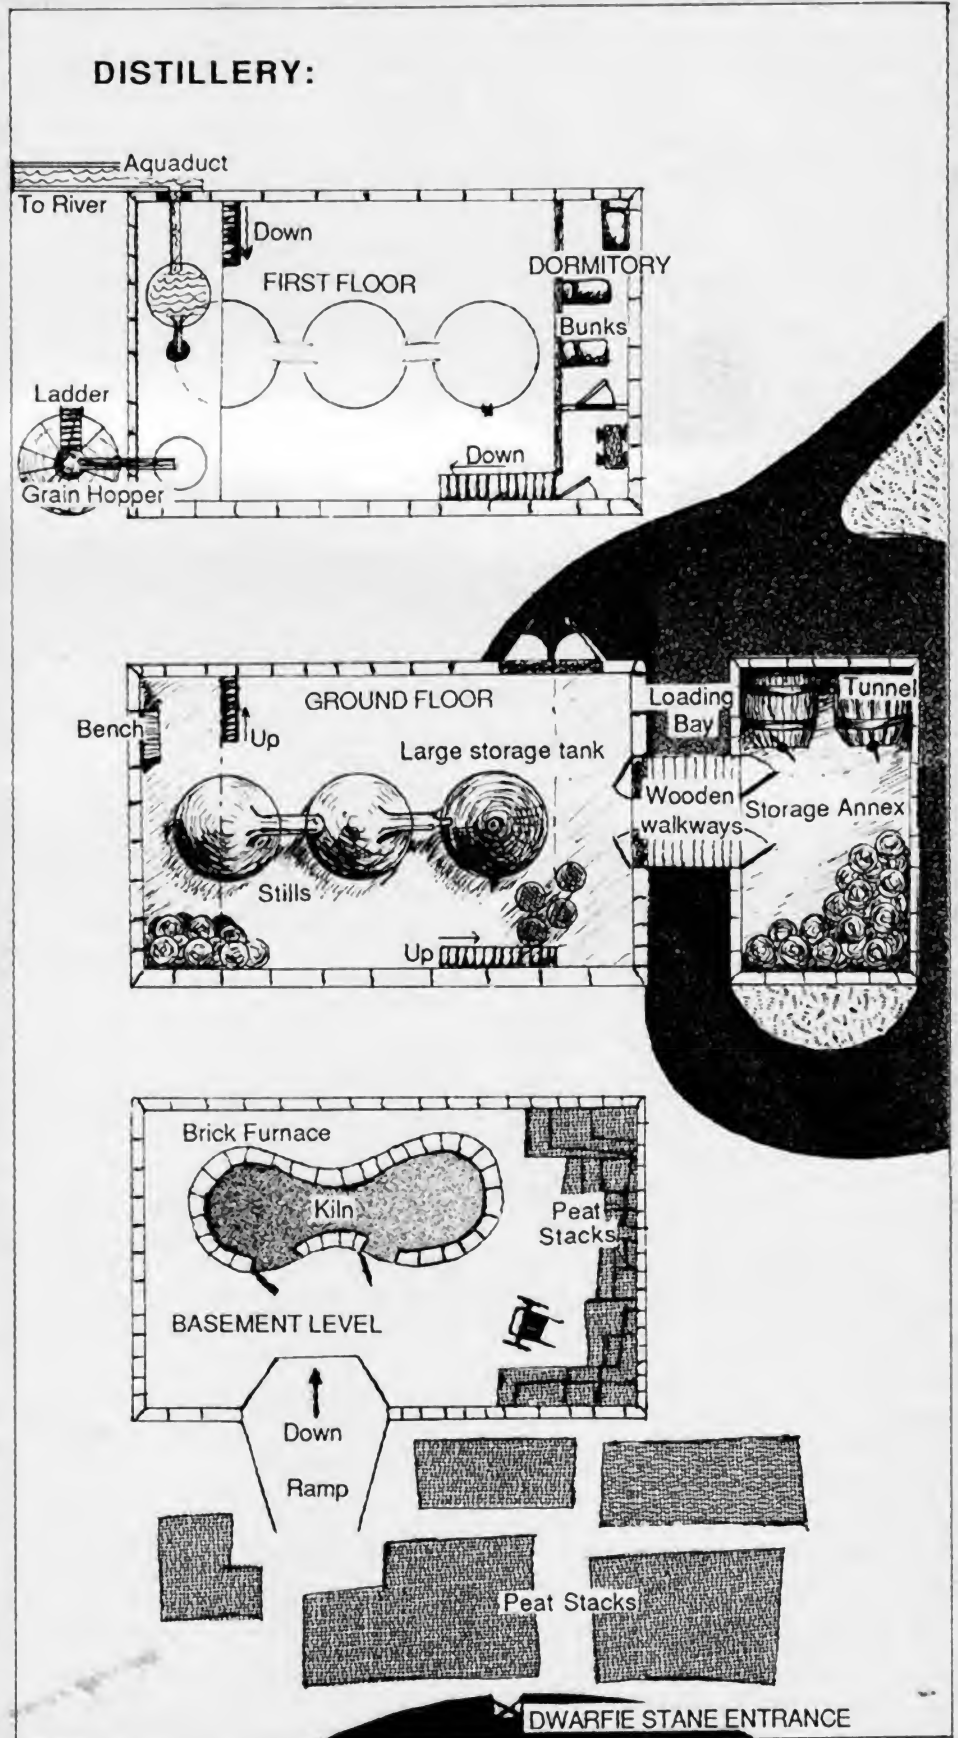 DISTILLERY:
Aquaduct
To River
Down
FIRST FLOOR
DORMITORY
Bunks
Ladder
Grain Hopper
Down
GROUND FLOOR
Bench
Up
Large storage tank
Loading
Bay
Tunnel
Wooden
walkways
Storage Annex
Stills
Up
Brick Furnace
Kiln
Peat
Stacks
BASEMENT LEVEL
Down
Ramp
Peat Stacks
DWARFIE STANE ENTRANCE